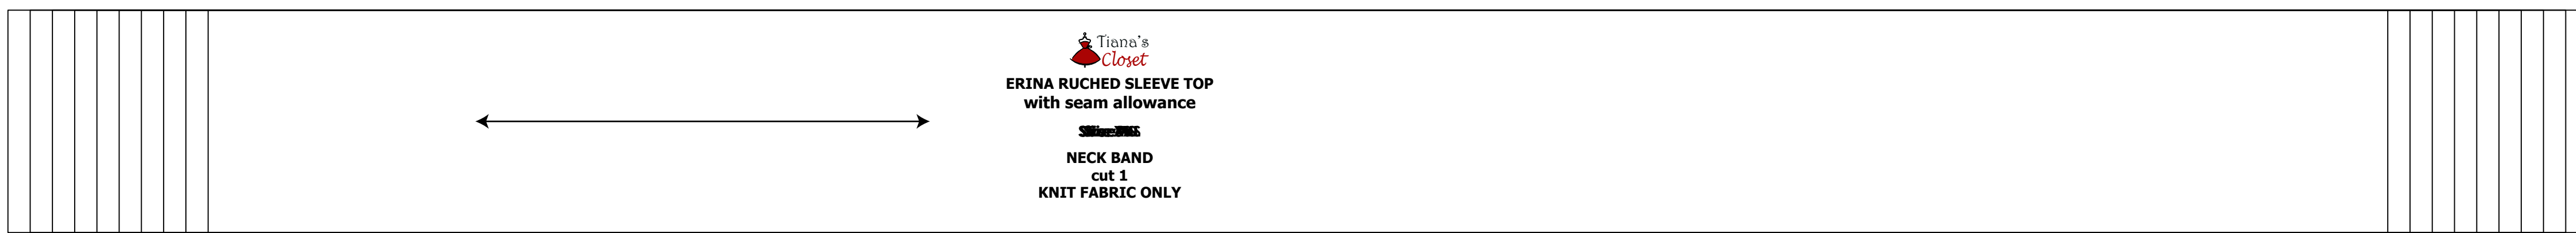 Tiana's
Closet
ERINA RUCHED SLEEVE TOP
with seam allowance
NECK BAND
cut 1
KNIT FABRIC ONLY